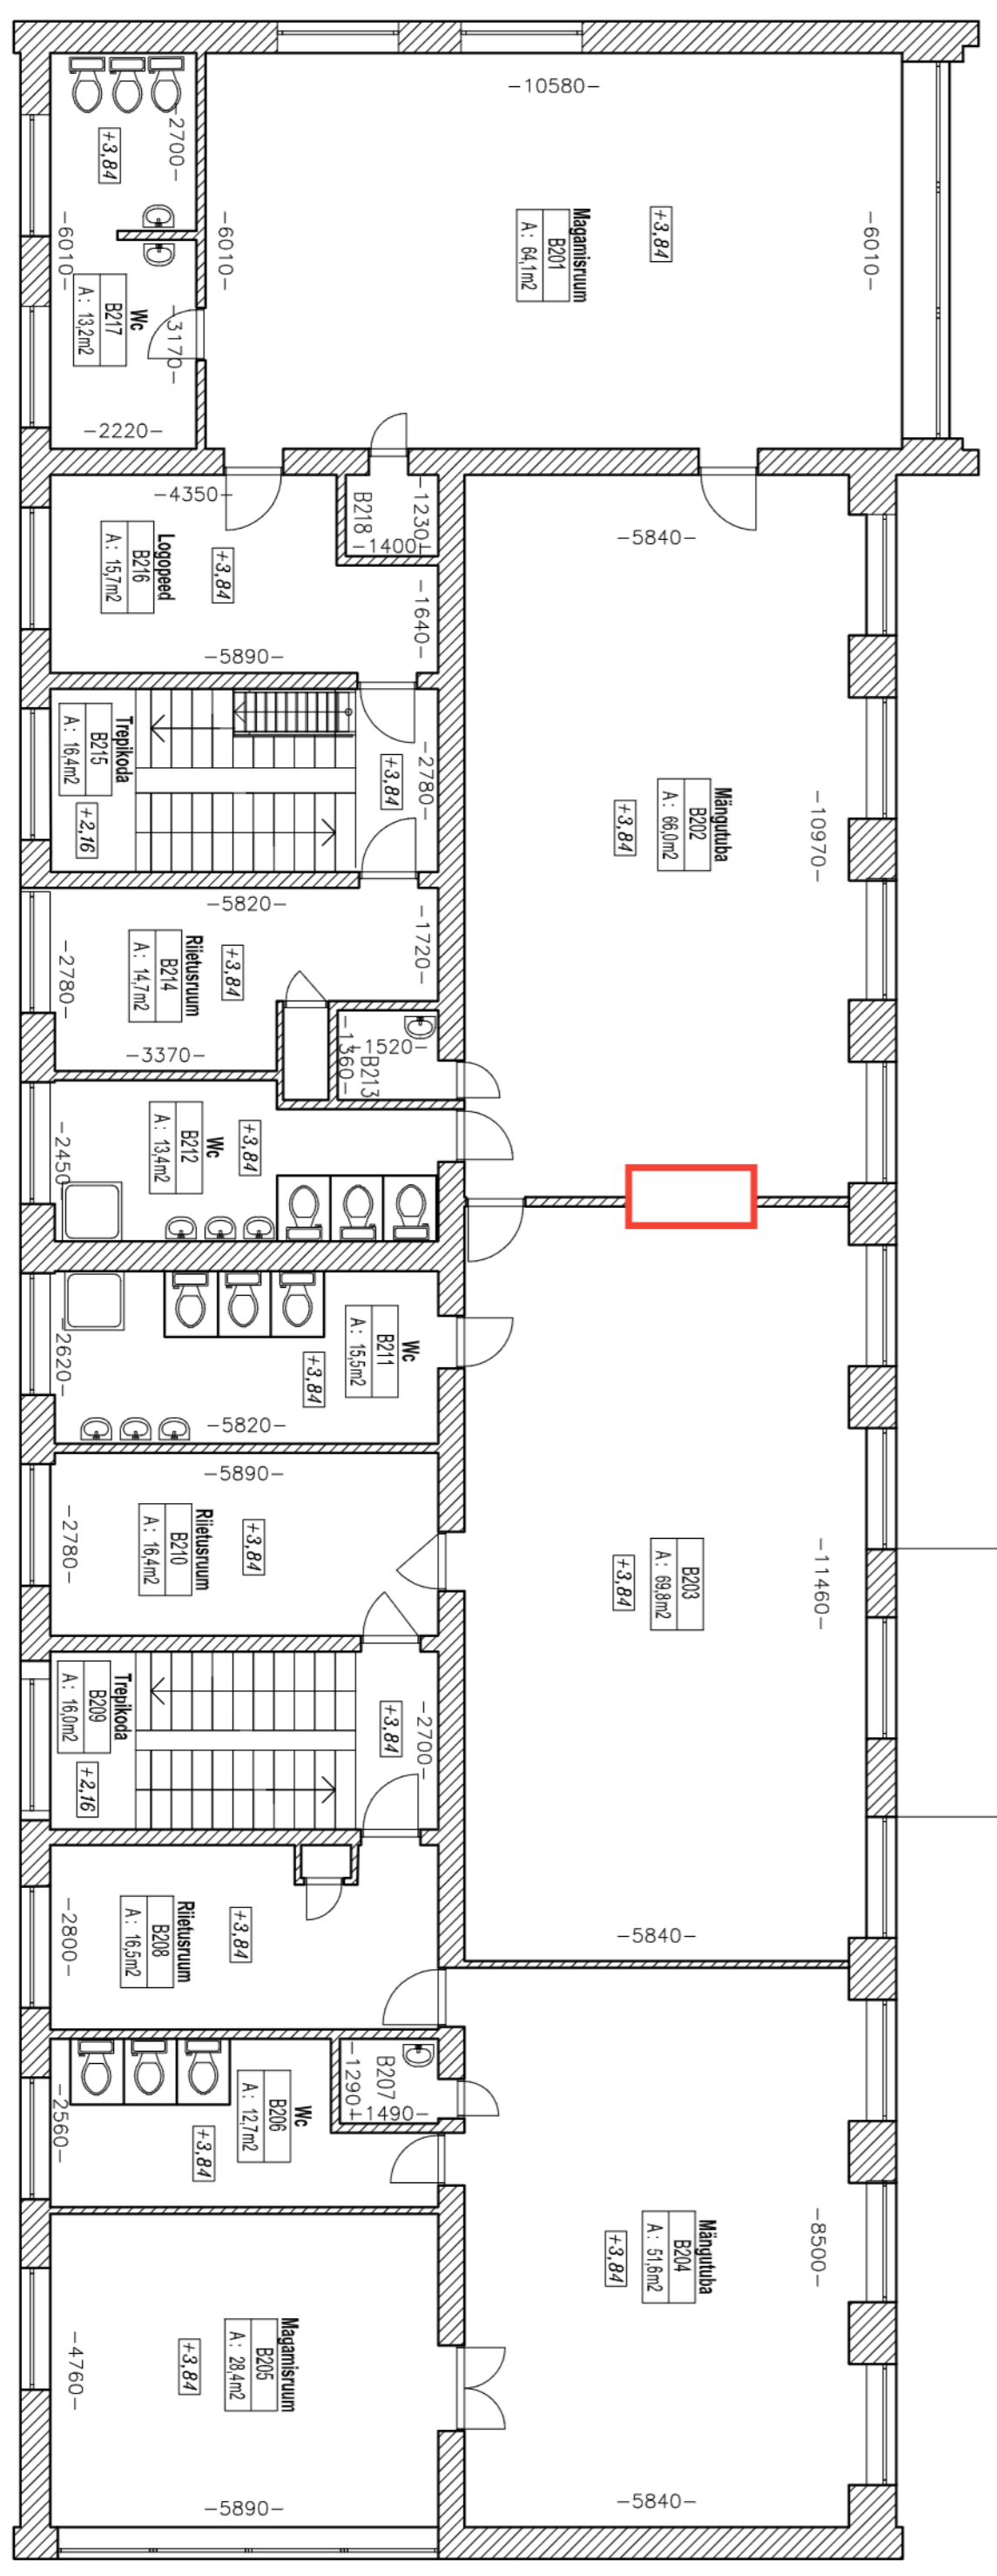 -10580-
-2700-
+3,84
-6010-
-6010-
-6010-
Magamisruum
B201
A: 64,1m2
+3,84
Wc
B217
A: 13,2m2
-3170-
-2220-
-4350-
B218
-1230-
-1400-
-5840-
Logopeed
B216
A: 15,7m2
+3,84
-1640-
-5890-
Trepikoda
B215
A: 16,4m2
+2,16
+3,84
-2780-
Mängutuba
B202
A: 66,0m2
+3,84
-10970-
-5820-
-1720-
Riietusruum
B214
A: 14,7m2
+3,84
-2780-
-3370-
-1520-
-1360-
B213
Wc
B212
A: 13,4m2
+3,84
-2450-
Wc
B211
A: 15,5m2
+3,84
-2620-
-5820-
-5890-
Riietusruum
B210
A: 16,4m2
+3,84
-2780-
B203
A: 69,8m2
+3,84
-11460-
Trepikoda
B209
A: 16,0m2
+2,16
+3,84
-2700-
Riietusruum
B208
A: 16,5m2
+3,84
-2800-
-5840-
B207
-1290-
-1490-
Wc
B206
A: 12,7m2
+3,84
-2560-
Mängutuba
B204
A: 51,6m2
+3,84
-8500-
Magamisruum
B205
A: 28,4m2
+3,84
-4760-
-5890-
-5840-